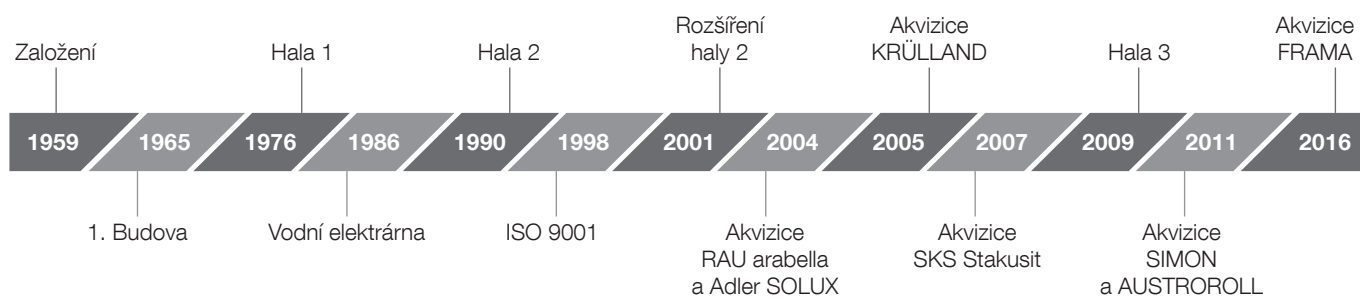 Založení
Hala 1
Hala 2
Rozšíření
haly 2
Akvizice
KRÜLLAND
Hala 3
Akvizice
FRAMA
1959 1965 1976 1986 1990 1998 2001 2004 2005 2007 2009 2011 2016
1. Budova
Vodní elektrárna
ISO 9001
Akvizice
RAU arabella
a Adler SOLUX
Akvizice
SKS Stakusit
Akvizice
SIMON
a AUSTROROLL